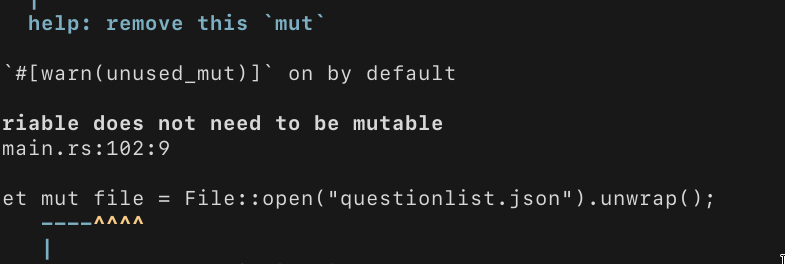 help: remove this `mut`
`#[warn(unused_mut)]` on by default
riable does not need to be mutable
main.rs:102:9
et mut file = File::open("questionlist.json").unwrap();
----^^^^
|